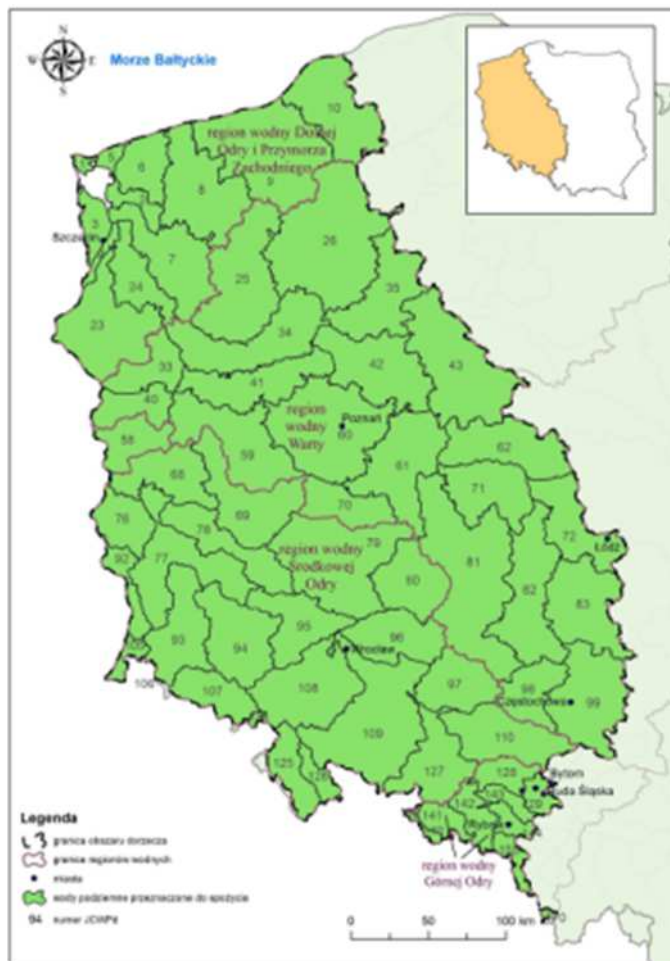 N
W E
S
Morze Bałtyckie
10
region wodny Dolnej
Odry i Przymorza
Zachodniego
5
6
8
9
3
Szczecin
7
26
25
24
35
23
34
33
42
43
41
40
region
wodny
Warty
Poznań
60
58
59
62
61
68
71
70
69
76
78
79
72
Łódź
region wodny
Środkowej
Odry
81
92
77
80
82
83
95
96
93
94
Wrocław
97
98
108
107
Częstochowa
99
109
110
125
126
127
128
Bytom
Ruda Śląska
143
129
142
141
Rybnik
region wodny
Górnej Odry
Legenda
granica obszaru dorzecza
granica regionów wodnych
miasta
wody podziemne przeznaczone do spożycia
94 numer JCWPd
0 50 100 km